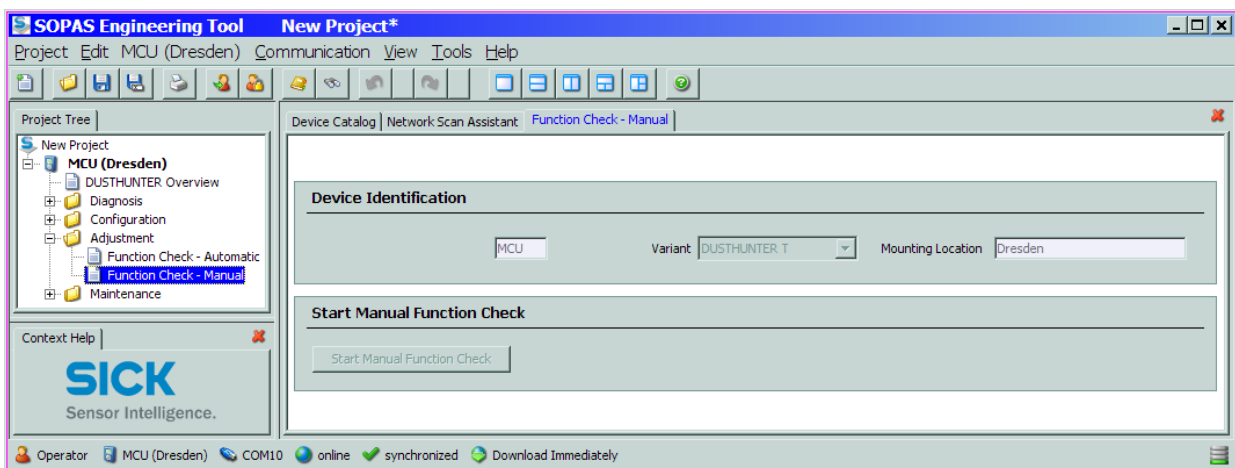 SOPAS Engineering Tool New Project*
Project Edit MCU (Dresden) Communication View Tools Help
Project Tree
New Project
MCU (Dresden)
DUSTHUNTER Overview
Diagnosis
Configuration
Adjustment
Function Check - Automatic
Function Check - Manual
Maintenance
Context Help
SICK
Sensor Intelligence.
Device Catalog Network Scan Assistant Function Check - Manual
Device Identification
MCU Variant DUSTHUNTER T Mounting Location Dresden
Start Manual Function Check
Start Manual Function Check
Operator MCU (Dresden) COM10 online synchronized Download Immediately